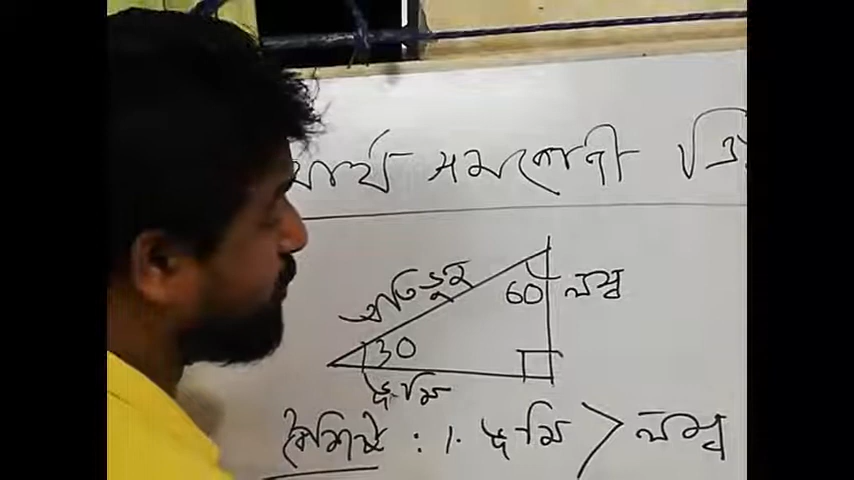 সমকোণী ত্রি
অতিভুজ
60 লম্ব
30
ভূমি
বৈশিষ্ট : 1. ভূমি > লম্ব